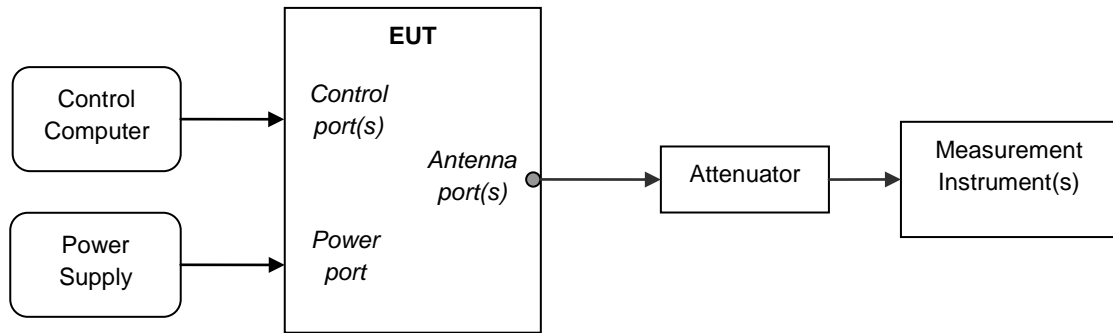 EUT
Control
Computer
Control
port(s)
Antenna
port(s)
Attenuator
Measurement
Instrument(s)
Power
Supply
Power
port